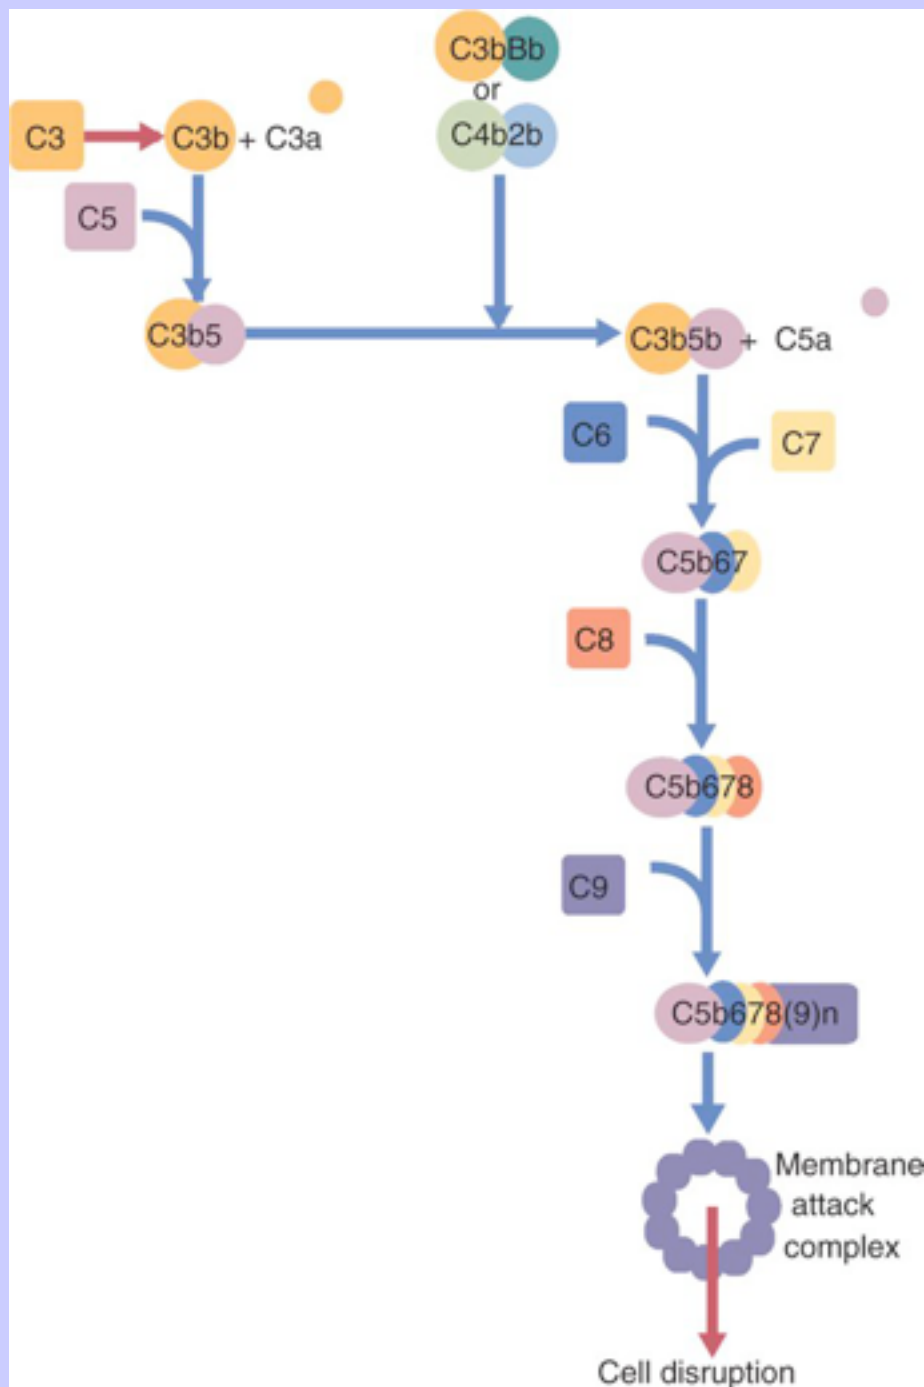 C3bBb
or
C4b2b
C3
C3b + C3a
C5
C3b5
C3b5b + C5a
C6
C7
C5b67
C8
C5b678
C9
C5b678(9)n
Membrane
attack
complex
Cell disruption